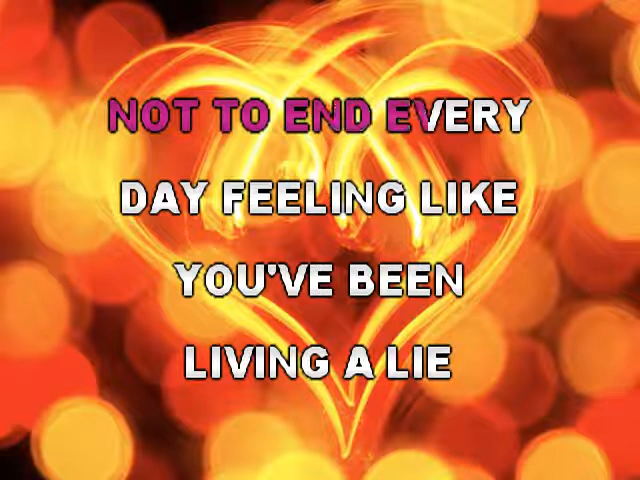 NOT TO END EVERY
DAY FEELING LIKE
YOU'VE BEEN
LIVING A LIE